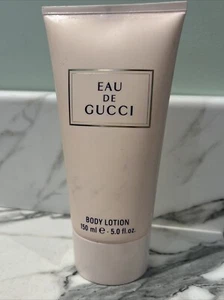 EAU
DE
GUCCI
BODY LOTION
150 ml e - 5.0 fl.oz.